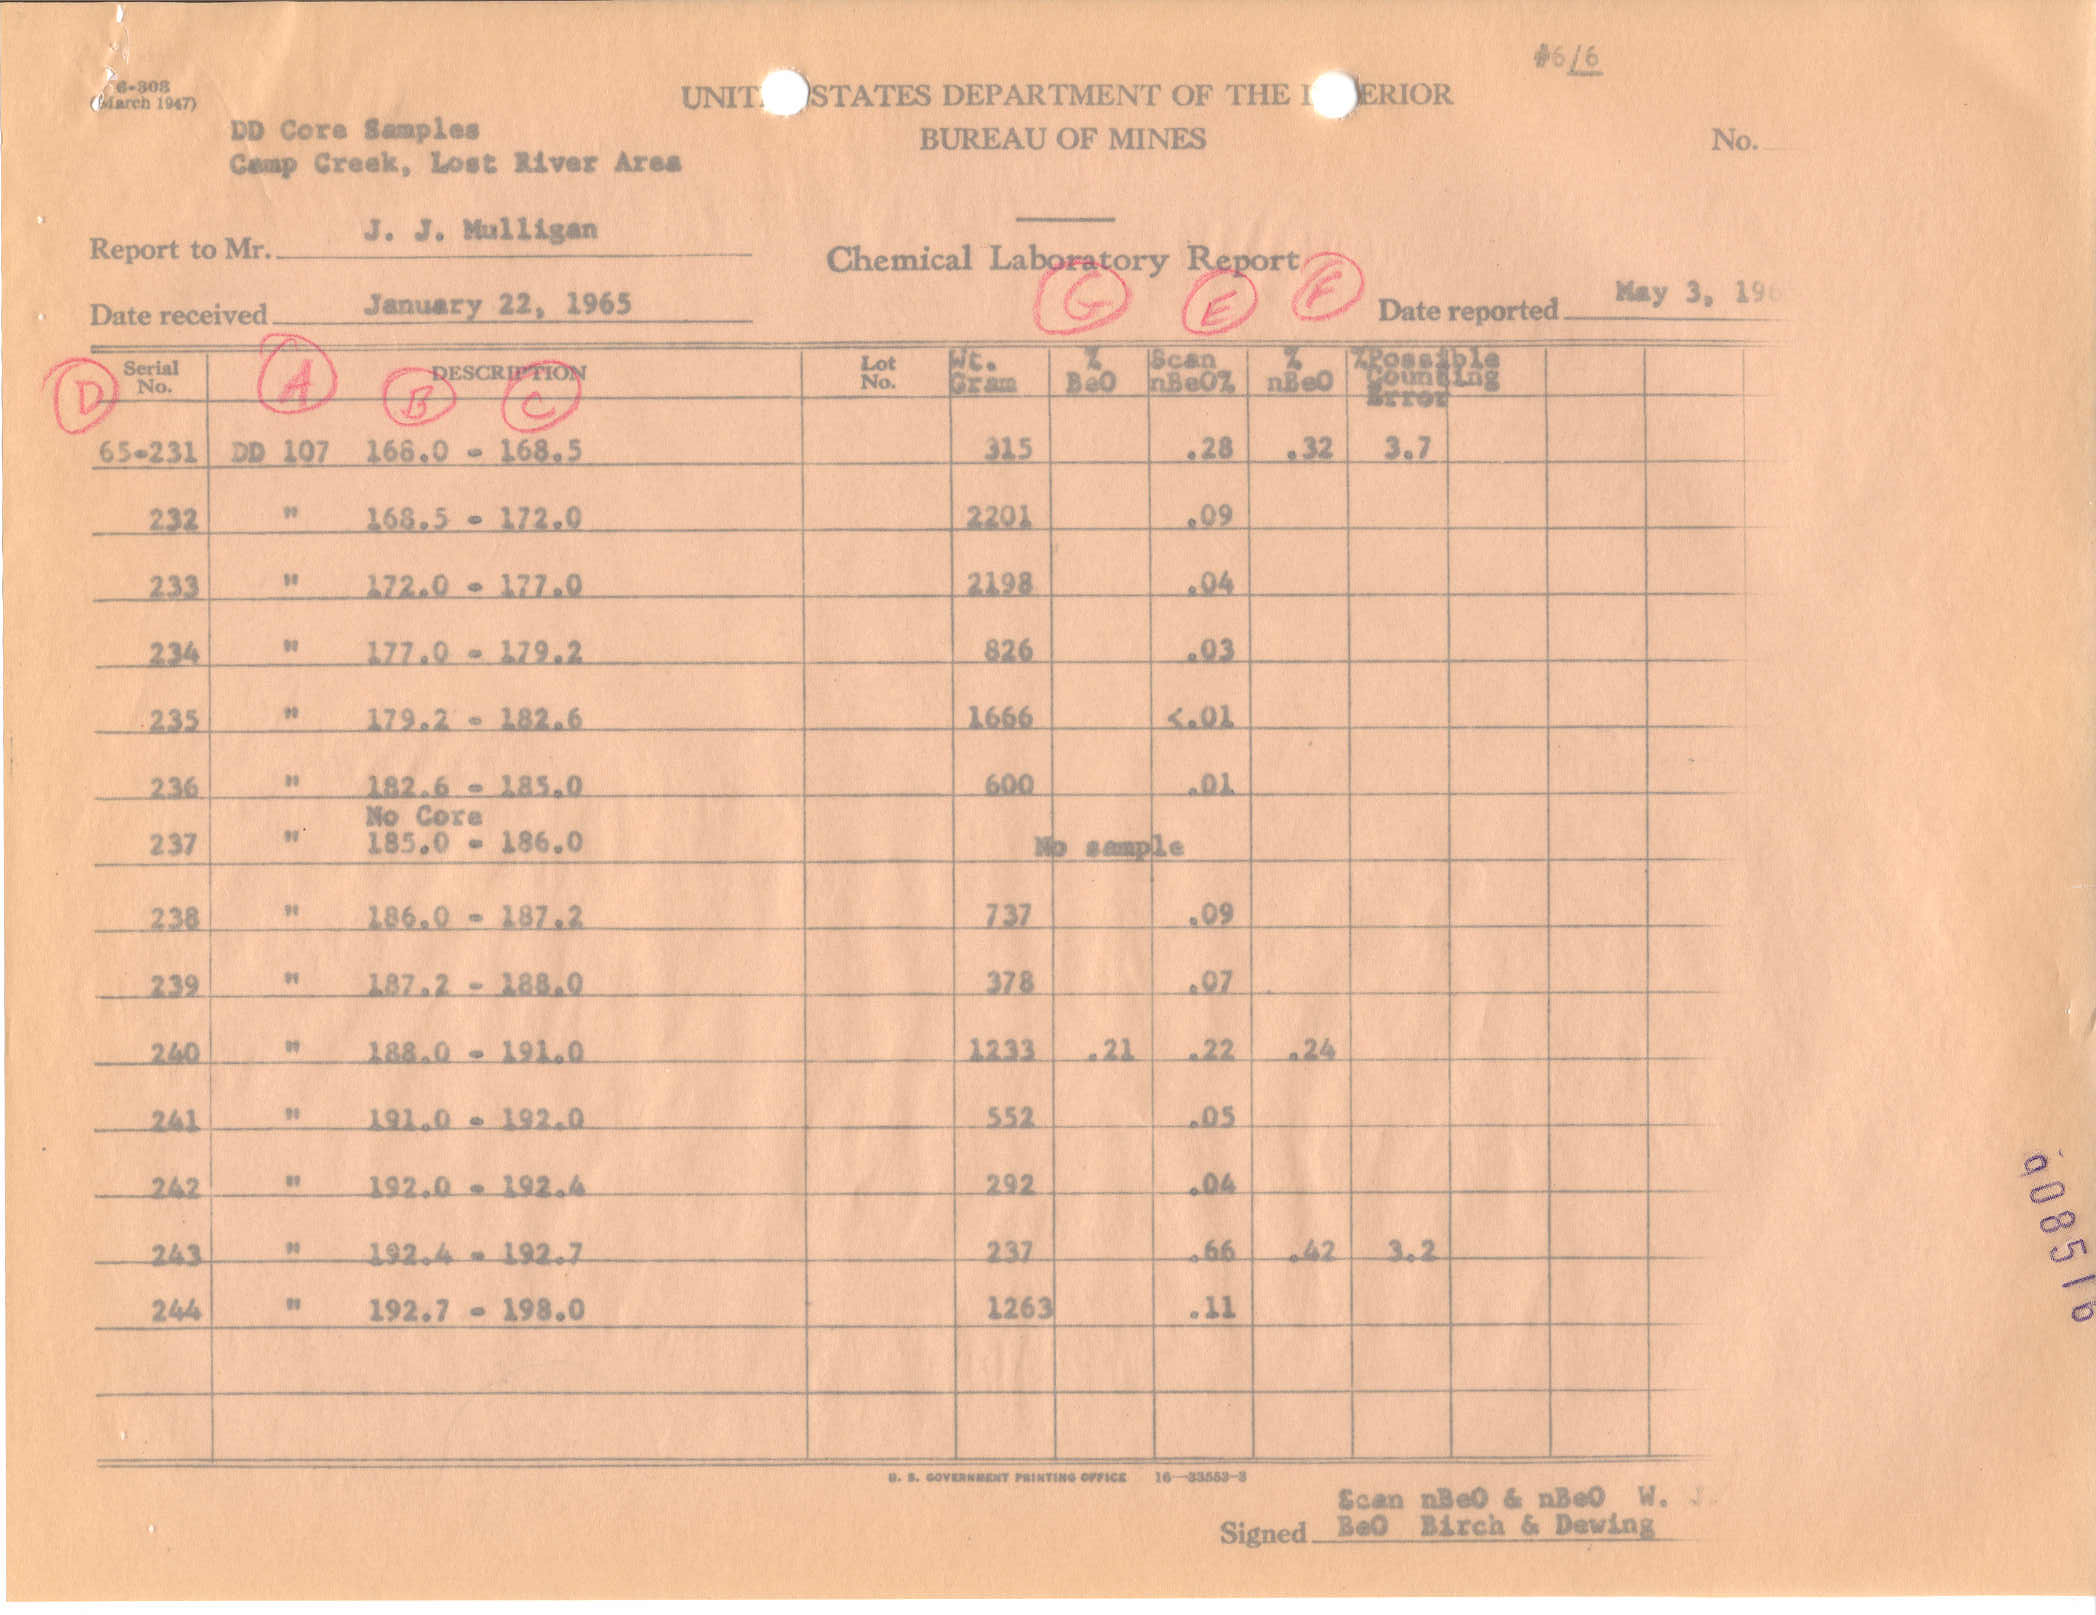 #6/6
6-303
(March 1947)
UNIT STATES DEPARTMENT OF THE I ERIOR
BUREAU OF MINES
No.
DD Core Samples
Camp Creek, Lost River Area
Report to Mr. J. J. Mulligan
Chemical Laboratory Report
Date received January 22, 1965
Date reported May 3, 196
G E F
Serial No. DESCRIPTION Lot No. Wt. Gram % BeO Scan nBeO% % nBeO %Possible Counting Error
D A B C
65-231 DD 107 168.0 - 168.5 315 .28 .32 3.7
232 " 168.5 - 172.0 2201 .09
233 " 172.0 - 177.0 2198 .04
234 " 177.0 - 179.2 826 .03
235 " 179.2 - 182.6 1666 <.01
236 " 182.6 - 185.0 600 .01
No Core
237 " 185.0 - 186.0 No sample
238 " 186.0 - 187.2 737 .09
239 " 187.2 - 188.0 378 .07
240 " 188.0 - 191.0 1233 .21 .22 .24
241 " 191.0 - 192.0 552 .05
242 " 192.0 - 192.4 292 .04
243 " 192.4 - 192.7 237 .66 .42 3.2
244 " 192.7 - 198.0 1263 .11
U. S. GOVERNMENT PRINTING OFFICE 16—33553-3
Scan nBeO & nBeO W. J.
Signed BeO Birch & Dewing